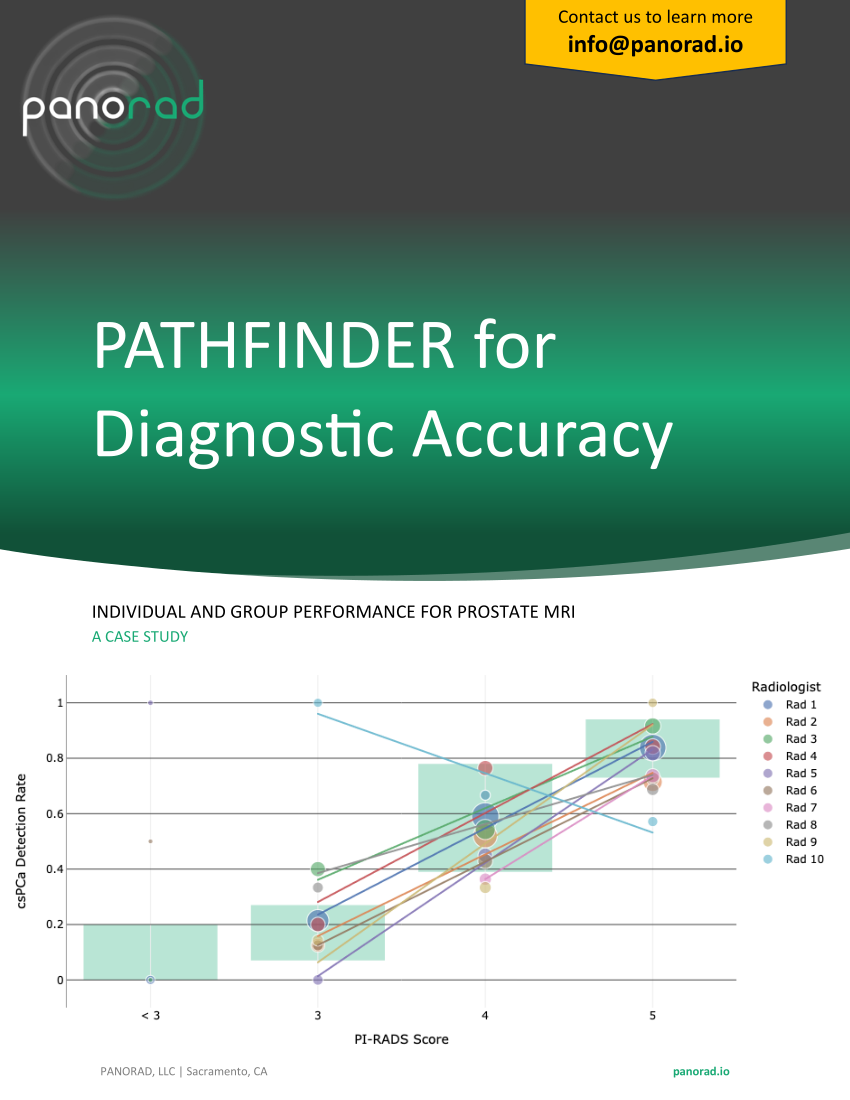 Contact us to learn more
info@panorad.io
panorad
PATHFINDER for
Diagnostic Accuracy
INDIVIDUAL AND GROUP PERFORMANCE FOR PROSTATE MRI
A CASE STUDY
Radiologist
Rad 1
Rad 2
Rad 3
Rad 4
Rad 5
Rad 6
Rad 7
Rad 8
Rad 9
Rad 10
csPCa Detection Rate
1
0.8
0.6
0.4
0.2
0
< 3
3
4
5
PI-RADS Score
PANORAD, LLC | Sacramento, CA
panorad.io